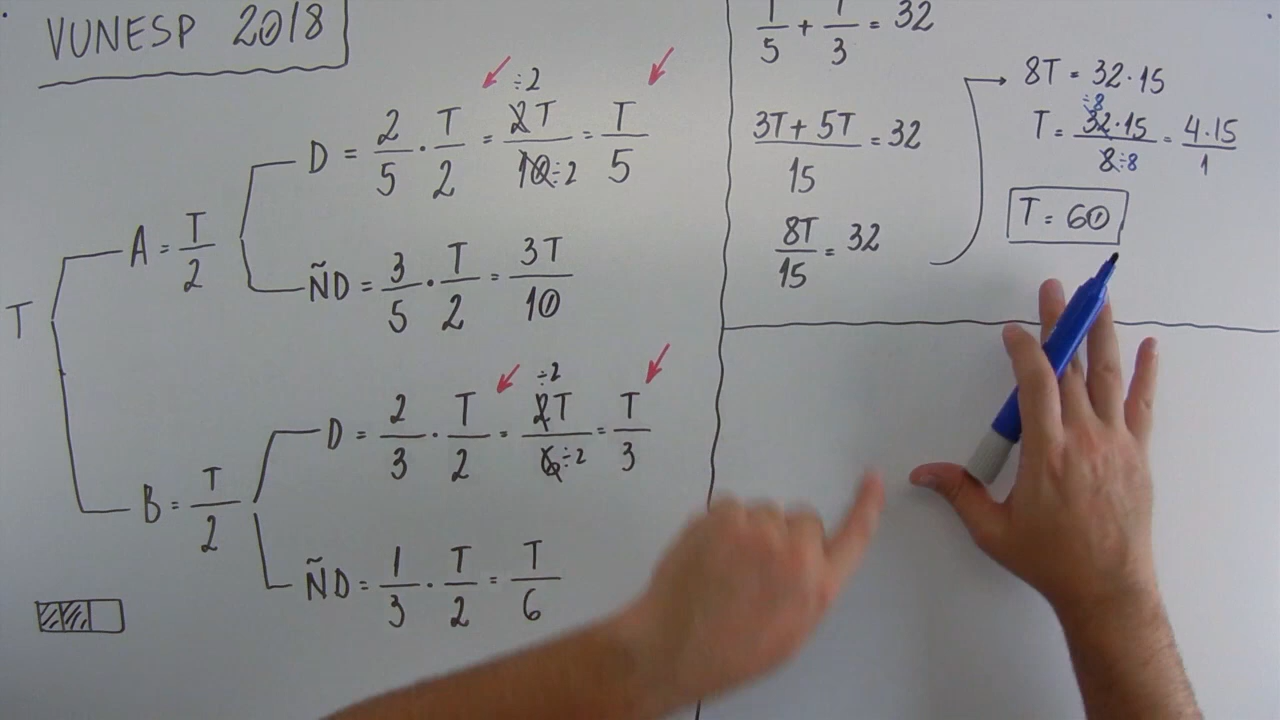 VUNESP 2018
D = 2/5 · T/2 = 2T/10 ÷2 ÷2 = T/5
A = T/2
ÑD = 3/5 · T/2 = 3T/10
T
D = 2/3 · T/2 = 2T/6 ÷2 ÷2 = T/3
B = T/2
ÑD = 1/3 · T/2 = T/6
T/5 + T/3 = 32
3T + 5T/15 = 32
8T/15 = 32
8T = 32 · 15
T = 32 · 15/8 ÷8 ÷8 = 4 · 15/1
T = 60